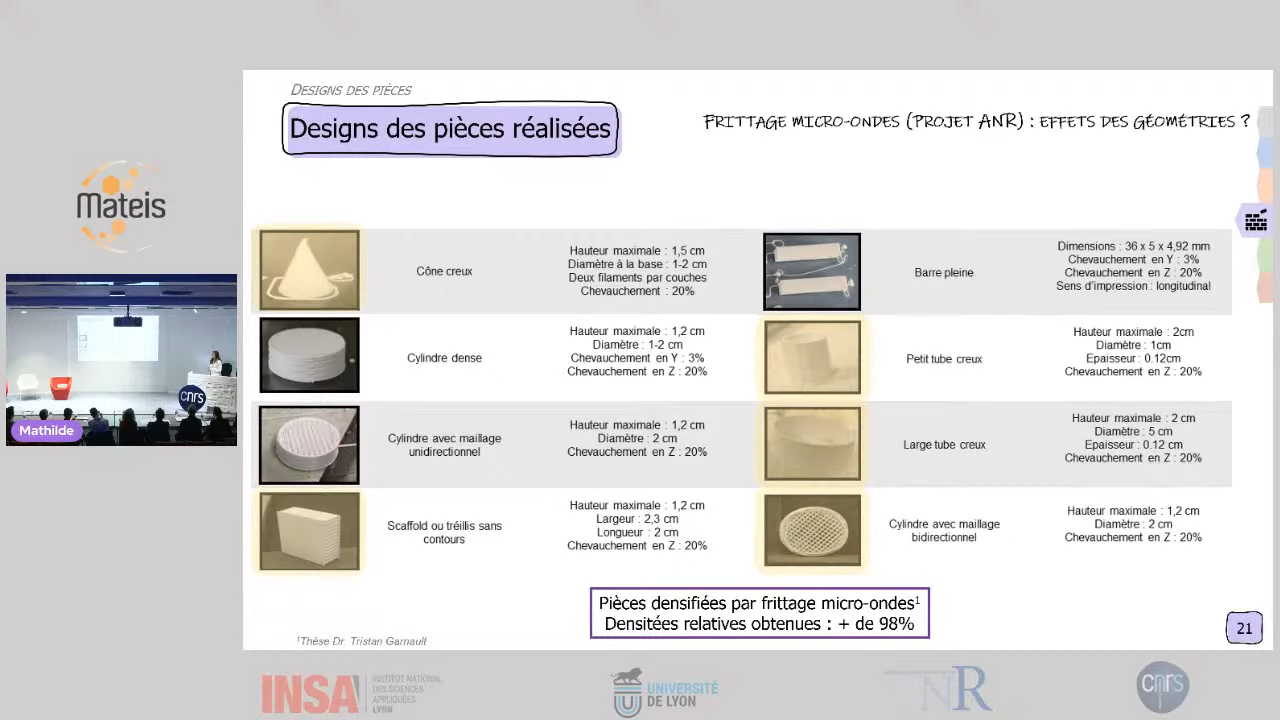 DESIGNS DES PIÈCES
Designs des pièces réalisées
FRITTAGE MICRO-ONDES (PROJET ANR) : EFFETS DES GÉOMÉTRIES ?
Mateis
cnrs
Mathilde
Cône creux
Hauteur maximale : 1,5 cm
Diamètre à la base : 1-2 cm
Deux filaments par couches
Chevauchement : 20%
Barre pleine
Dimensions : 36 x 5 x 4,92 mm
Chevauchement en Y : 3%
Chevauchement en Z : 20%
Sens d'impression : longitudinal
Cylindre dense
Hauteur maximale : 1,2 cm
Diamètre : 1-2 cm
Chevauchement en Y : 3%
Chevauchement en Z : 20%
Petit tube creux
Hauteur maximale : 2cm
Diamètre : 1cm
Epaisseur : 0.12cm
Chevauchement en Z : 20%
Cylindre avec maillage
unidirectionnel
Hauteur maximale : 1,2 cm
Diamètre : 2 cm
Chevauchement en Z : 20%
Large tube creux
Hauteur maximale : 2 cm
Diamètre : 5 cm
Epaisseur : 0.12 cm
Chevauchement en Z : 20%
Scaffold ou tréillis sans
contours
Hauteur maximale : 1,2 cm
Largeur : 2,3 cm
Longueur : 2 cm
Chevauchement en Z : 20%
Cylindre avec maillage
bidirectionnel
Hauteur maximale : 1,2 cm
Diamètre : 2 cm
Chevauchement en Z : 20%
Pièces densifiées par frittage micro-ondes¹
Densitées relatives obtenues : + de 98%
¹Thèse Dr. Tristan Garnault
21
INSA
INSTITUT NATIONAL
DES SCIENCES
APPLIQUÉES
LYON
UNIVERSITÉ
DE LYON
NR
cnrs